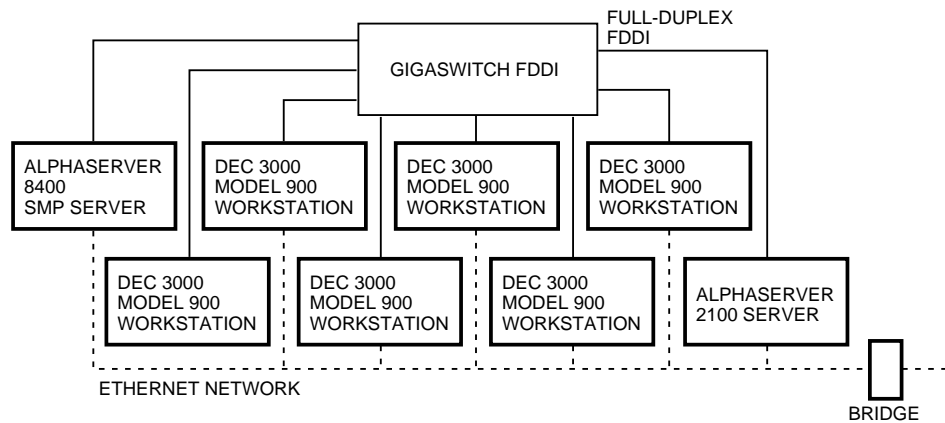 FULL-DUPLEX
FDDI
GIGASWITCH FDDI
ALPHASERVER
8400
SMP SERVER
DEC 3000
MODEL 900
WORKSTATION
DEC 3000
MODEL 900
WORKSTATION
DEC 3000
MODEL 900
WORKSTATION
DEC 3000
MODEL 900
WORKSTATION
DEC 3000
MODEL 900
WORKSTATION
DEC 3000
MODEL 900
WORKSTATION
ALPHASERVER
2100 SERVER
ETHERNET NETWORK
BRIDGE